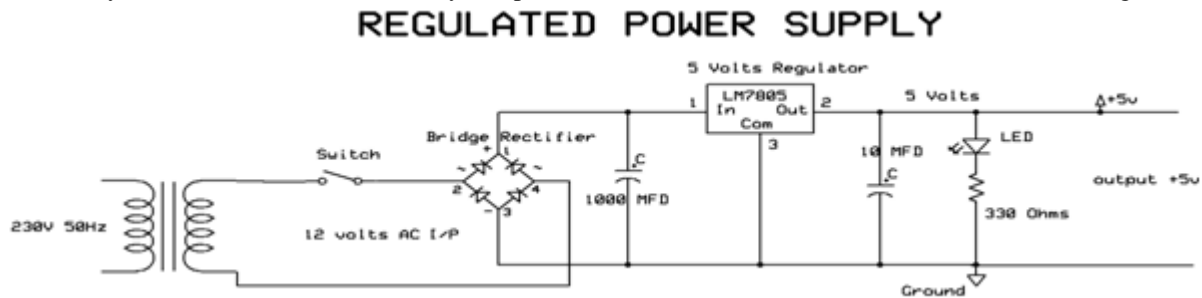 REGULATED POWER SUPPLY
5 Volts Regulator
LM7805
1 In Out 2
Com
3
5 Volts
+5v
Bridge Rectifier
Switch
+ 1
~ ~
2 4
- 3
C
1000 MFD
10 MFD
C
LED
output +5v
330 Ohms
230V 50Hz
12 volts AC I/P
Ground